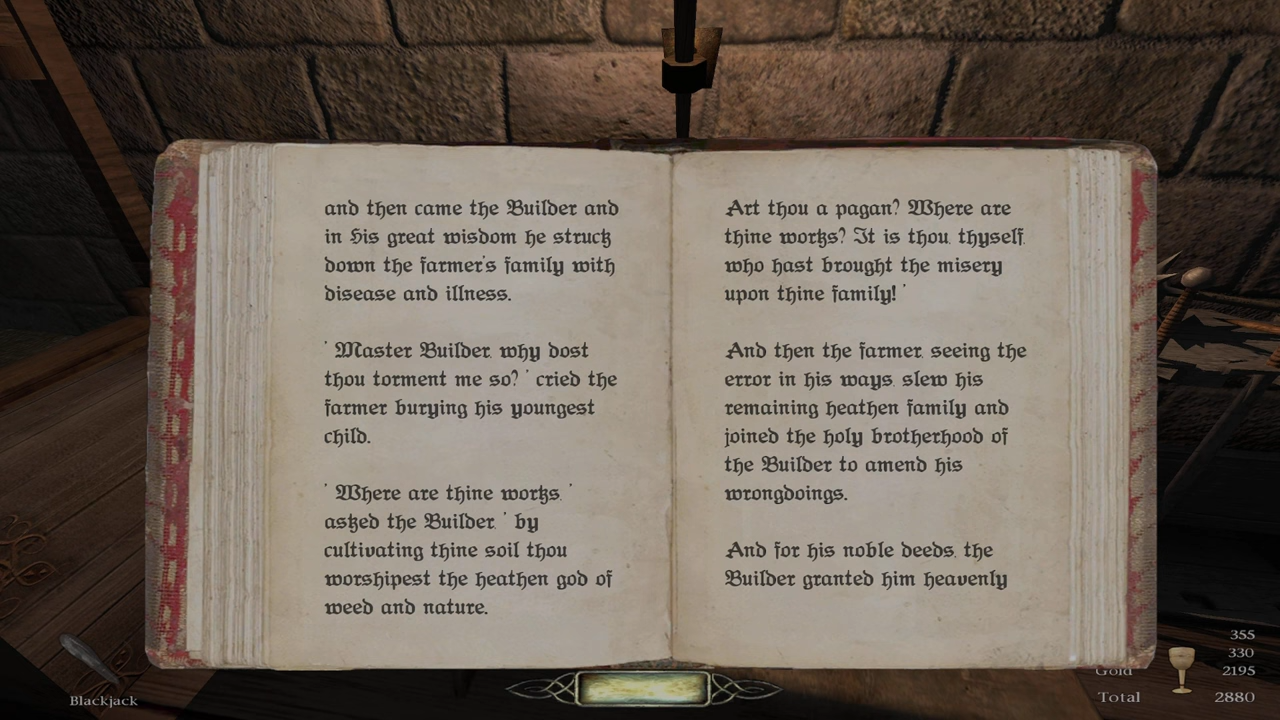 and then came the Builder and
in His great wisdom he struck
down the farmer's family with
disease and illness.
' Master Builder, why dost
thou torment me so? ' cried the
farmer burying his youngest
child.
' Where are thine works, '
asked the Builder, ' by
cultivating thine soil thou
worshipest the heathen god of
weed and nature.
Art thou a pagan? Where are
thine works? It is thou, thyself,
who hast brought the misery
upon thine family! '
And then the farmer, seeing the
error in his ways, slew his
remaining heathen family and
joined the holy brotherhood of
the Builder to amend his
wrongdoings.
And for his noble deeds, the
Builder granted him heavenly
355
330
Gold 2195
Total 2880
Blackjack